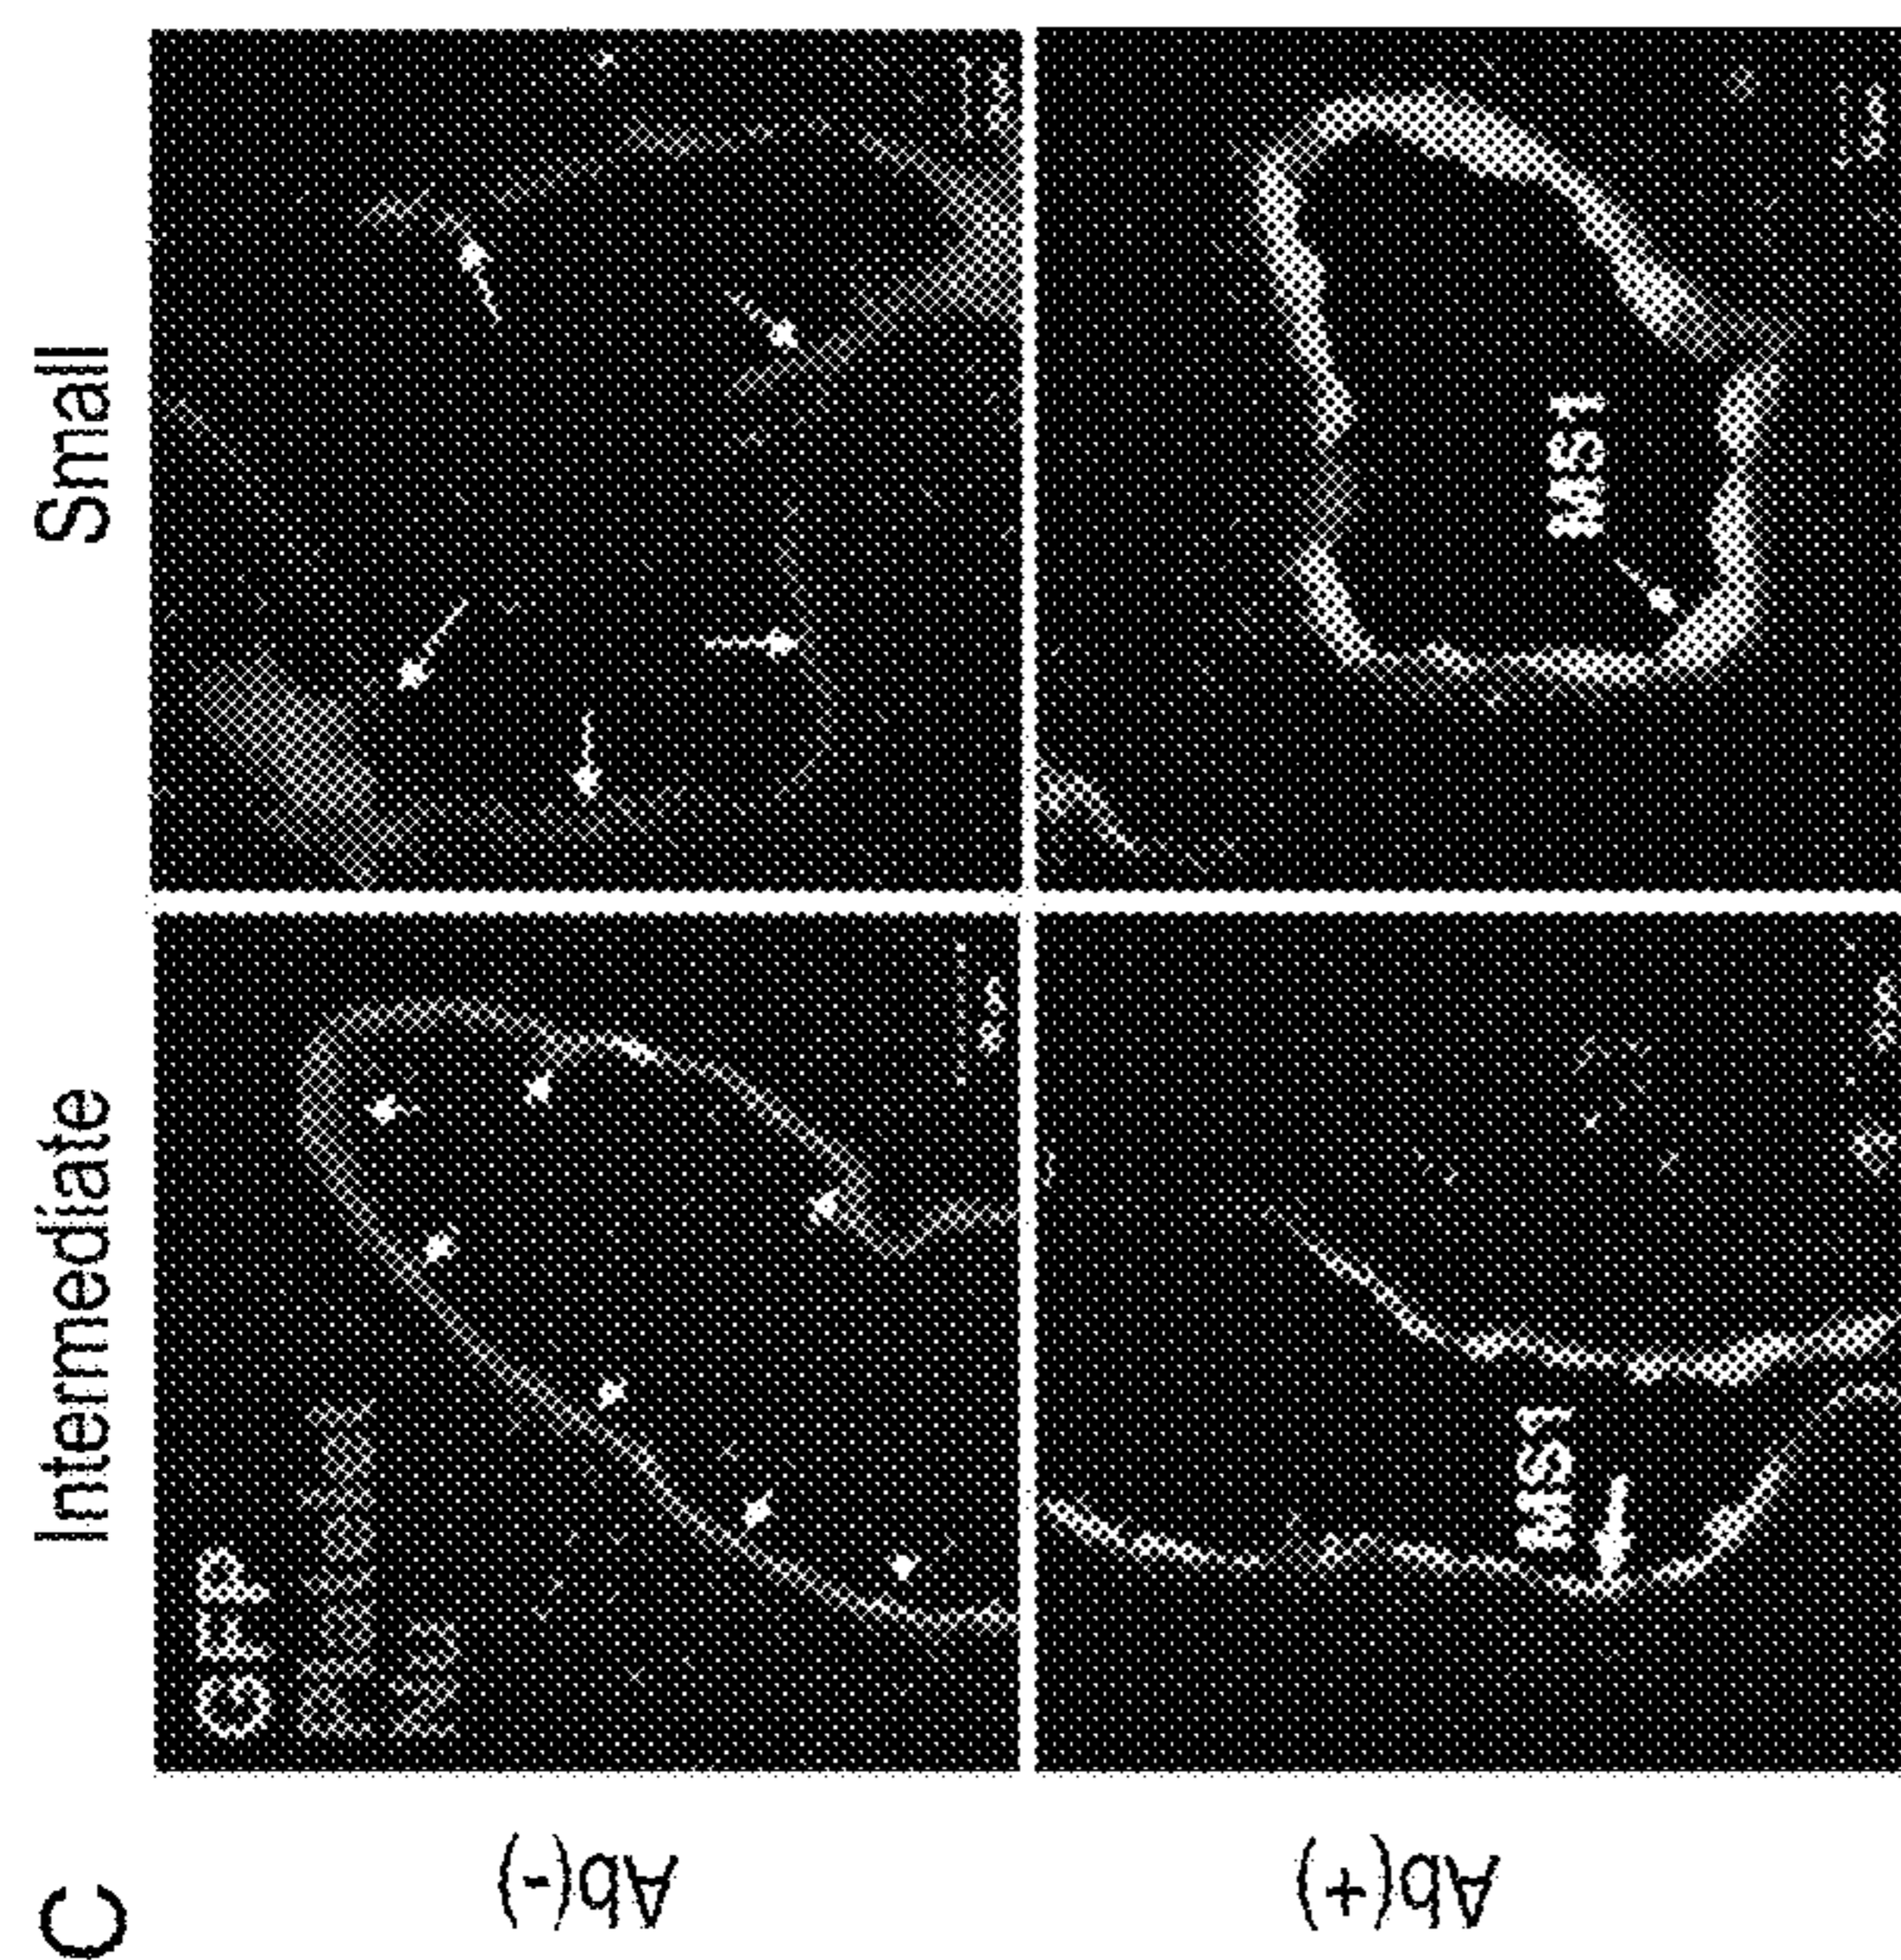 C
Intermediate Small
Ab(-)
GFP
Ab(+)
MS1
MS1